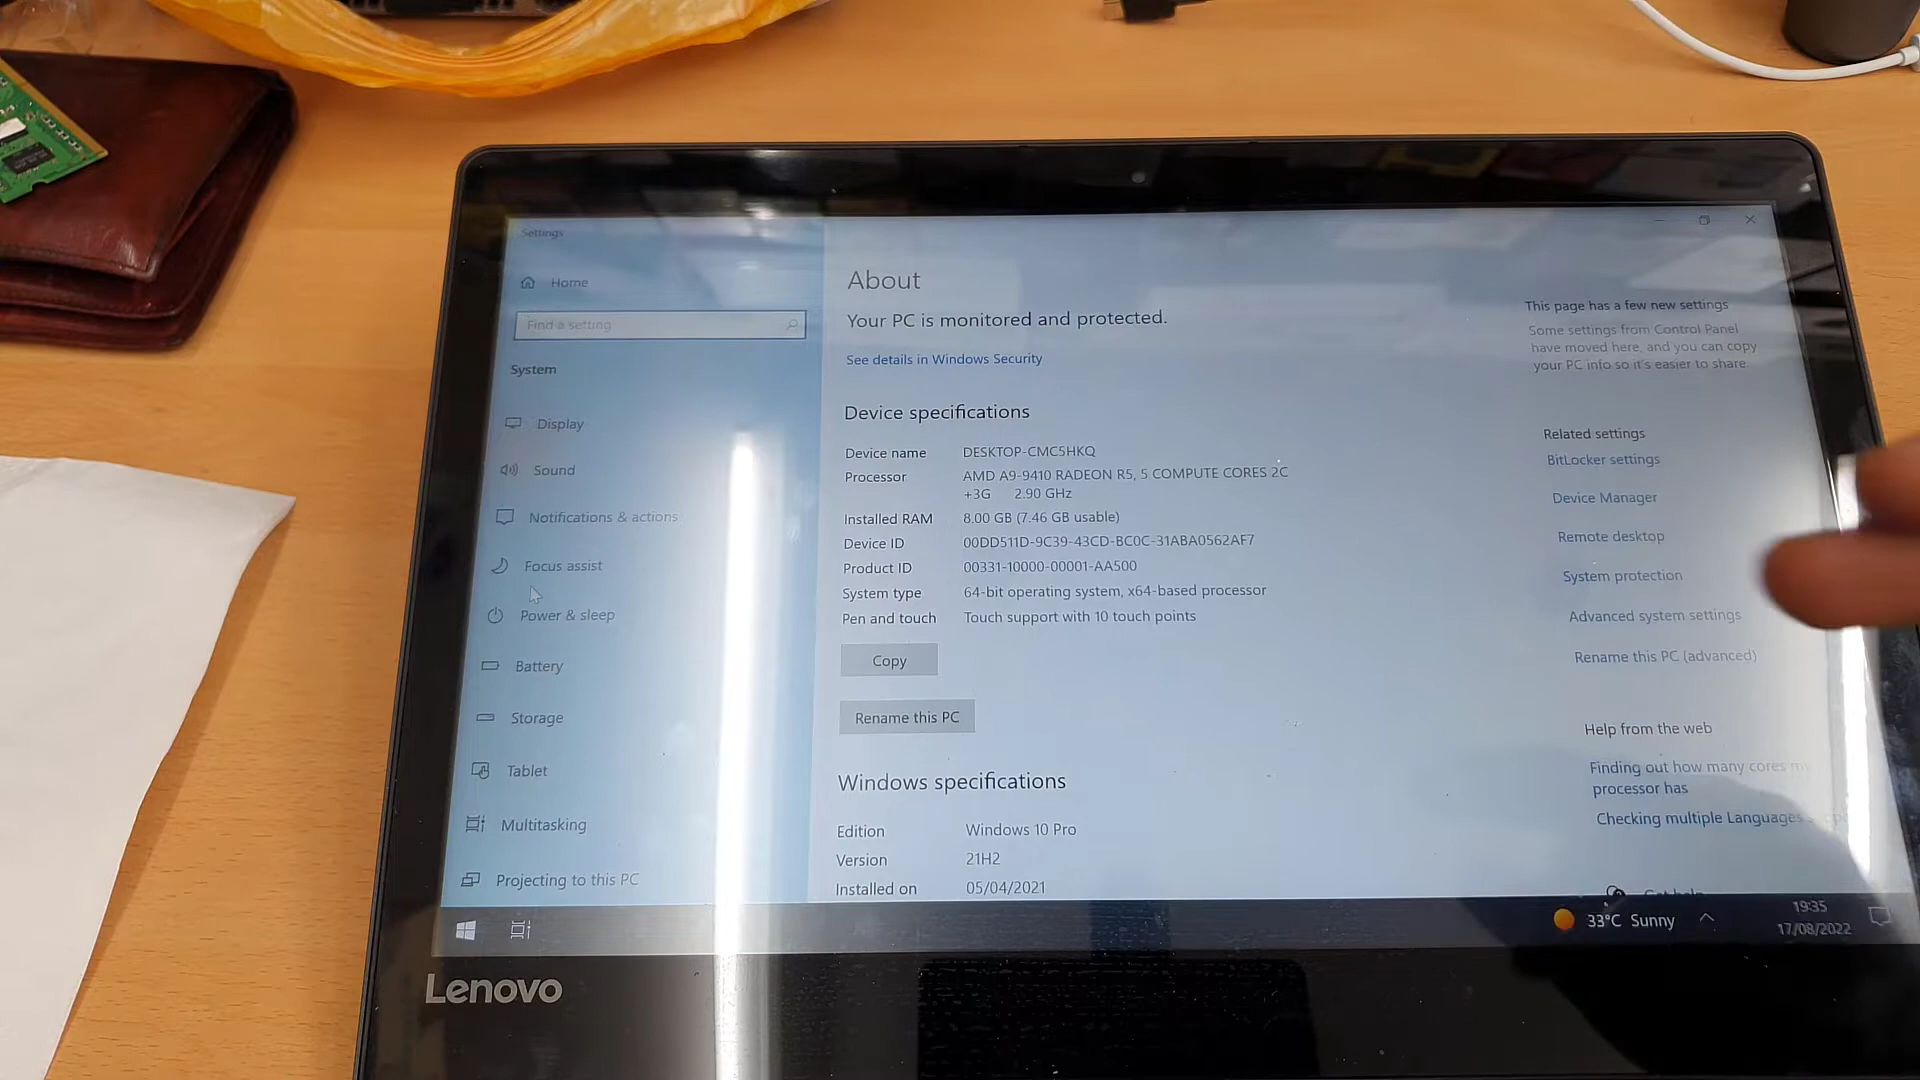 Settings
Home
Find a setting
System
Display
Sound
Notifications & actions
Focus assist
Power & sleep
Battery
Storage
Tablet
Multitasking
Projecting to this PC
About
Your PC is monitored and protected.
See details in Windows Security
Device specifications
Device name DESKTOP-CMC5HKQ
Processor AMD A9-9410 RADEON R5, 5 COMPUTE CORES 2C
+3G 2.90 GHz
Installed RAM 8.00 GB (7.46 GB usable)
Device ID 00DD511D-9C39-43CD-BC0C-31ABA0562AF7
Product ID 00331-10000-00001-AA500
System type 64-bit operating system, x64-based processor
Pen and touch Touch support with 10 touch points
Copy
Rename this PC
Windows specifications
Edition Windows 10 Pro
Version 21H2
Installed on 05/04/2021
This page has a few new settings
Some settings from Control Panel
have moved here, and you can copy
your PC info so it's easier to share.
Related settings
BitLocker settings
Device Manager
Remote desktop
System protection
Advanced system settings
Rename this PC (advanced)
Help from the web
Finding out how many cores my
processor has
Checking multiple Languages
Get help
33°C Sunny
19:35
17/08/2022
Lenovo